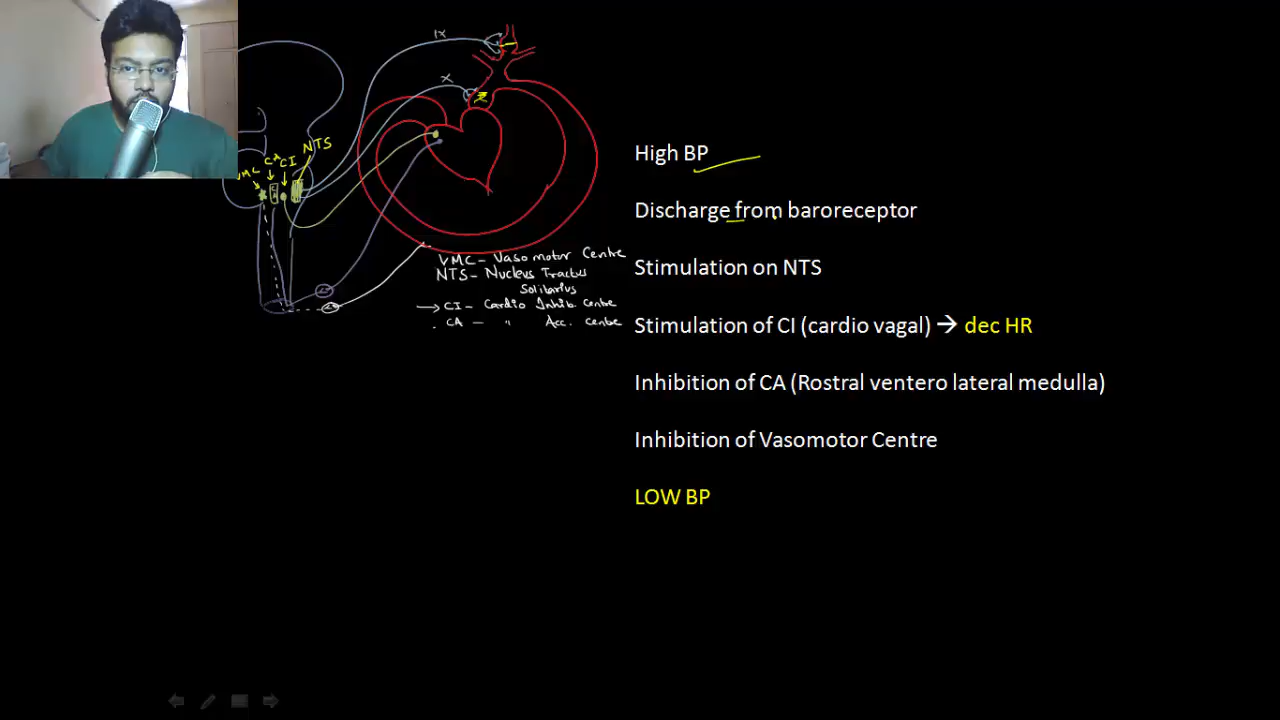 IX
X
NTS
CI
CA
VMC
VMC - Vasomotor Centre
NTS - Nucleus Tractus
Solitarius
→ CI - Cardio Inhib. Centre
CA - " Acc. Centre
High BP
Discharge from baroreceptor
Stimulation on NTS
Stimulation of CI (cardio vagal) → dec HR
Inhibition of CA (Rostral ventero lateral medulla)
Inhibition of Vasomotor Centre
LOW BP